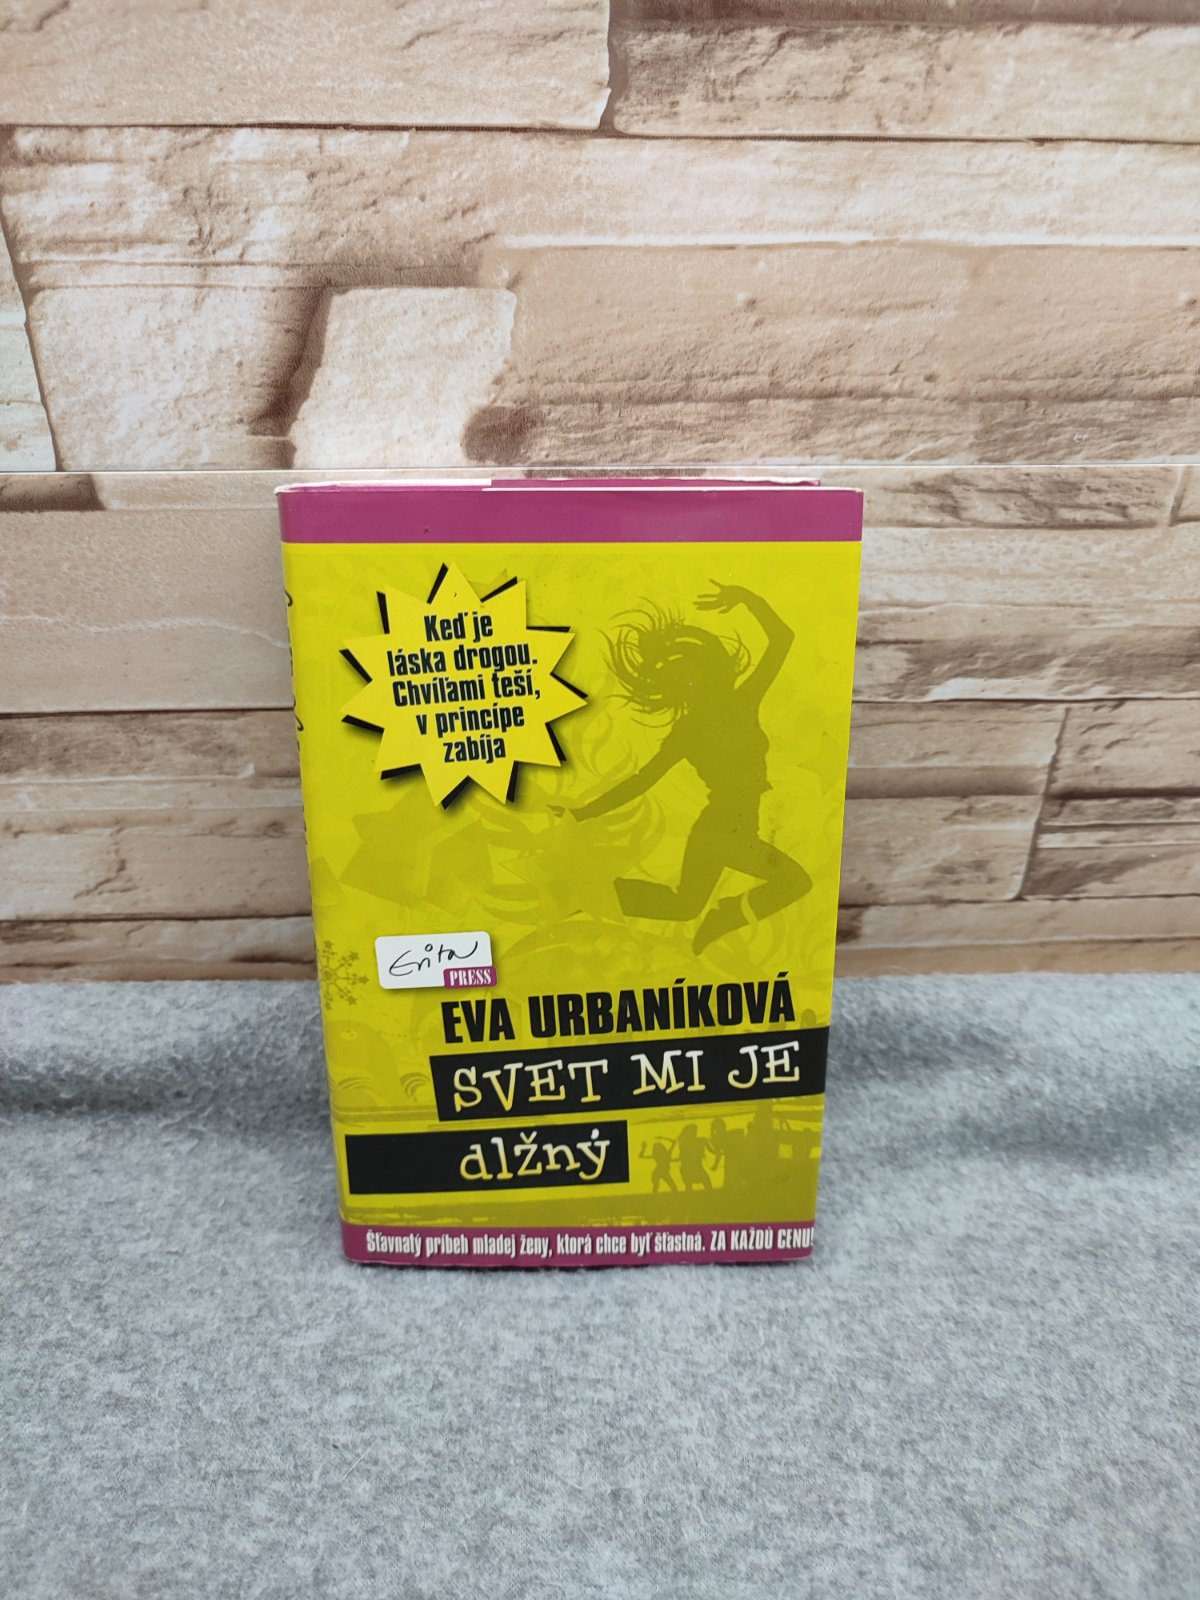 Keď je
láska drogou.
Chvíľami teší,
v princípe
zabíja
Evita
PRESS
EVA URBANÍKOVÁ
SVET MI JE
dlžný
Šťavnatý príbeh mladej ženy, ktorá chce byť šťastná. ZA KAŽDÚ CENU!